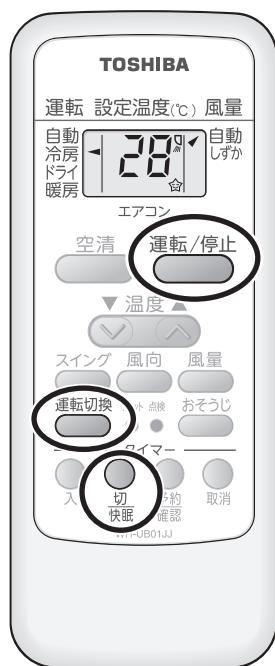 TOSHIBA
運転 設定温度(℃) 風量
自動 自動
冷房 28 しずか
ドライ
暖房
エアコン
空清 運転/停止
▼ 温度 ▲
スイング 風向 風量
運転切換 点検 おそうじ
タイマー
入 切 予約 取消
快眠 確認
WH-UB01JJ